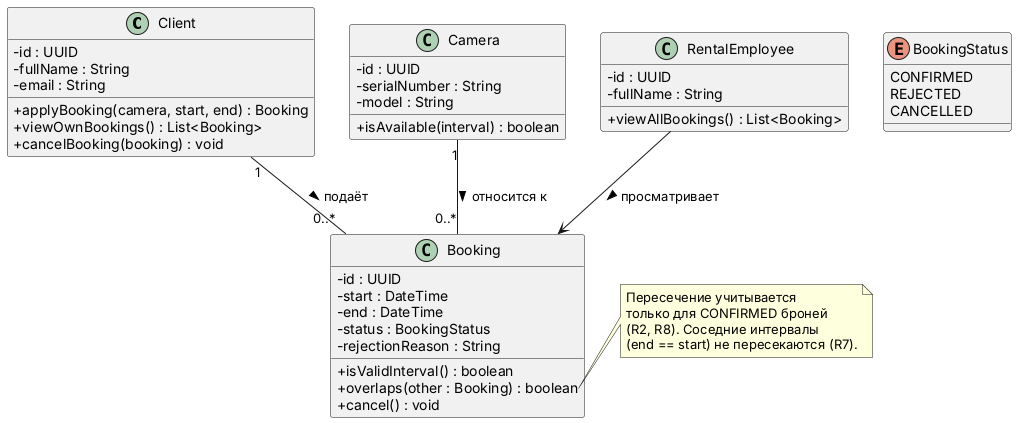 C Client
-id : UUID
-fullName : String
-email : String
+applyBooking(camera, start, end) : Booking
+viewOwnBookings() : List<Booking>
+cancelBooking(booking) : void
C Camera
-id : UUID
-serialNumber : String
-model : String
+isAvailable(interval) : boolean
C RentalEmployee
-id : UUID
-fullName : String
+viewAllBookings() : List<Booking>
E BookingStatus
CONFIRMED
REJECTED
CANCELLED
1
подаёт
0..*
1
относится к
0..*
просматривает
C Booking
-id : UUID
-start : DateTime
-end : DateTime
-status : BookingStatus
-rejectionReason : String
+isValidInterval() : boolean
+overlaps(other : Booking) : boolean
+cancel() : void
Пересечение учитывается
только для CONFIRMED броней
(R2, R8). Соседние интервалы
(end == start) не пересекаются (R7).